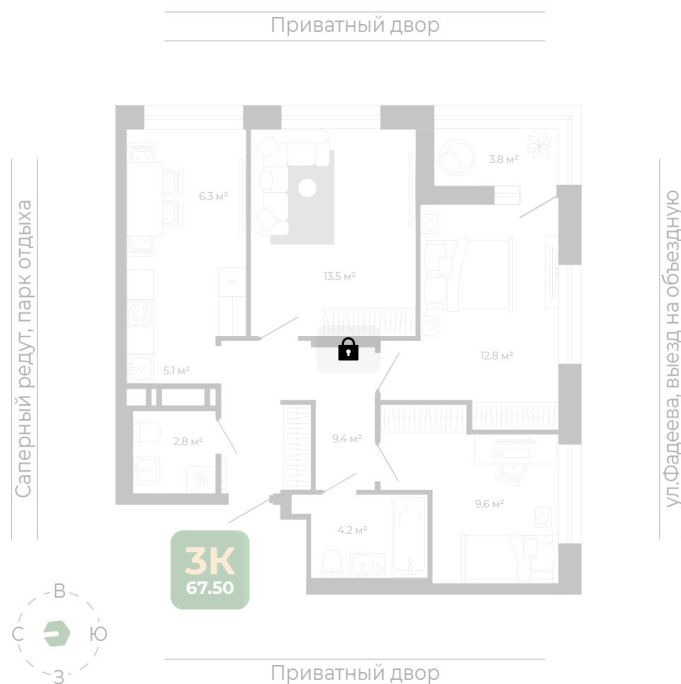 Приватный двор
Саперный редут, парк отдыха
ул.Фадеева, выезд на объездную
3.8 м²
6.3 м²
13.5 м²
12.8 м²
5.1 м²
2.8 м²
9.4 м²
9.6 м²
4.2 м²
3К
67.50
В
С
Ю
З
Приватный двор